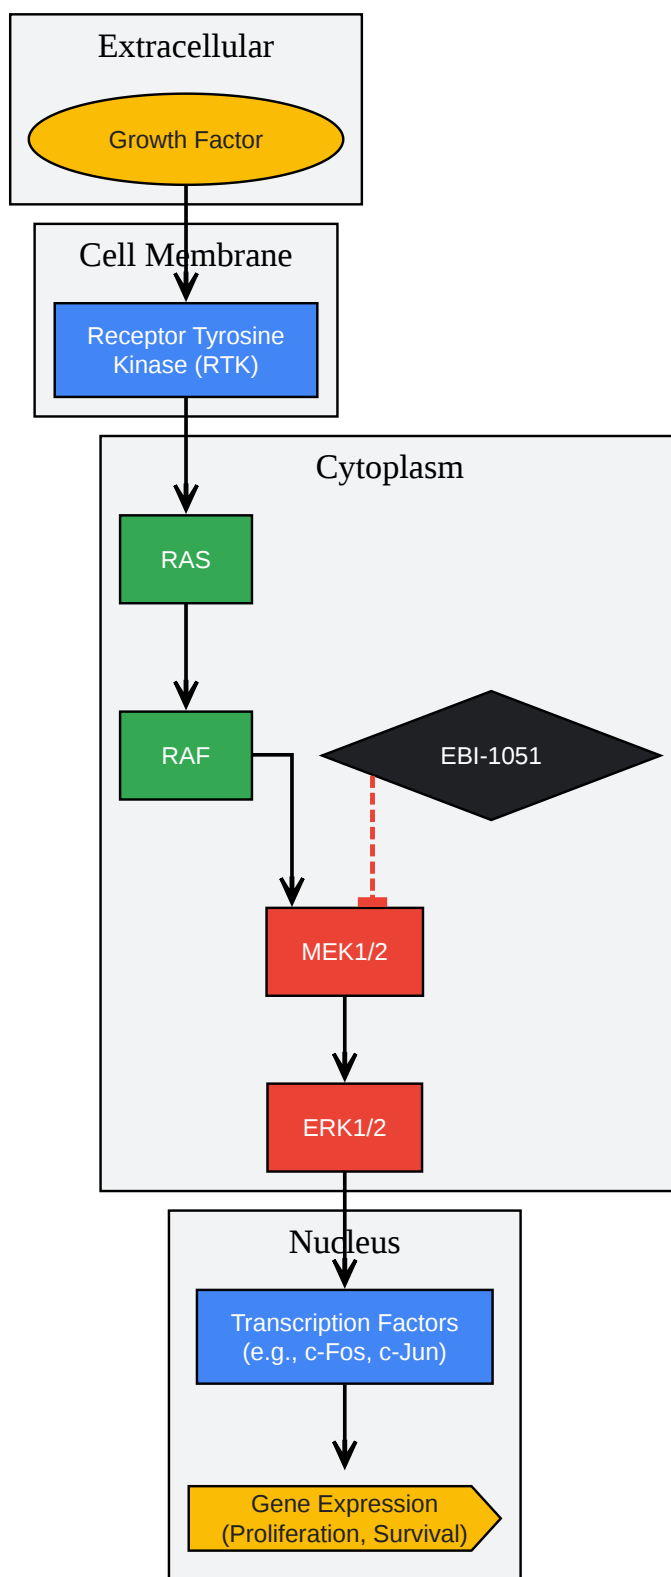 Extracellular
Growth Factor
Cell Membrane
Receptor Tyrosine
Kinase (RTK)
Cytoplasm
RAS
RAF
EBI-1051
MEK1/2
ERK1/2
Nucleus
Transcription Factors
(e.g., c-Fos, c-Jun)
Gene Expression
(Proliferation, Survival)